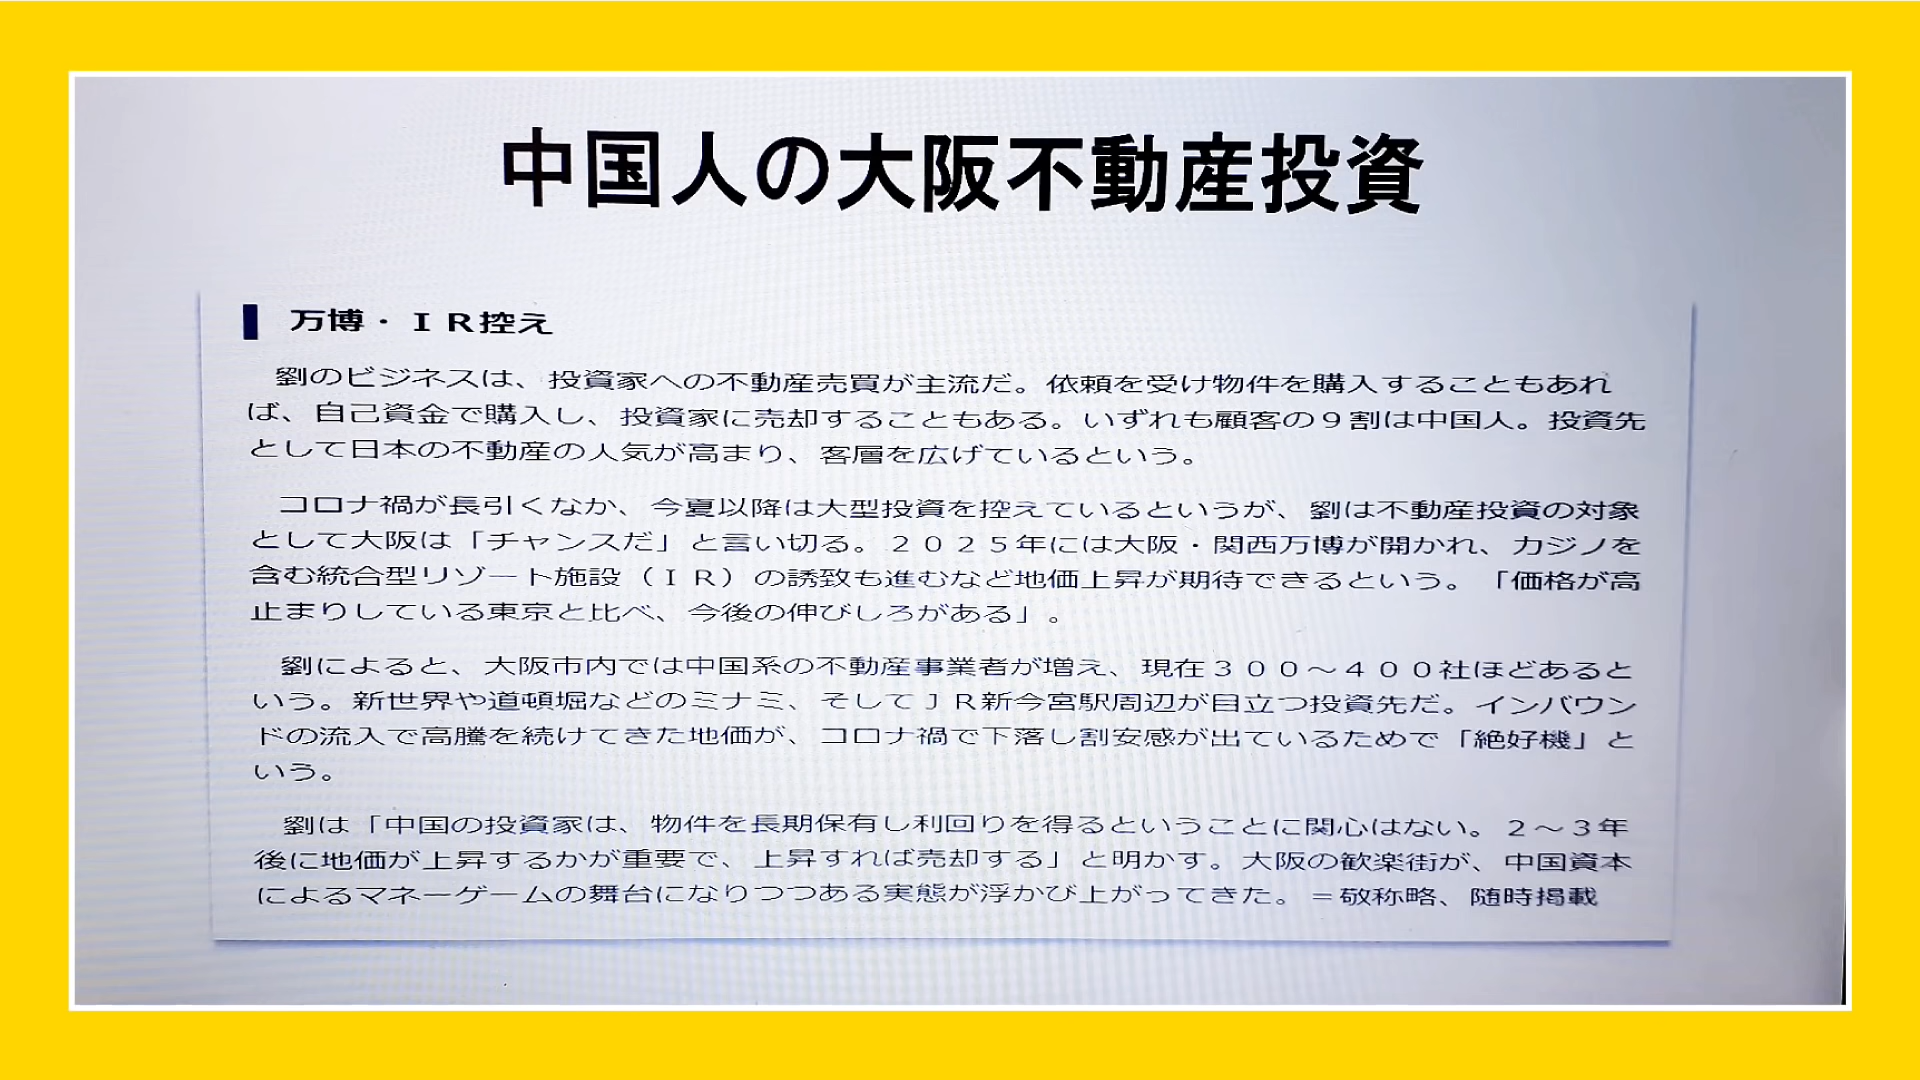 中国人の大阪不動産投資
万博・ＩＲ控え
劉のビジネスは、投資家への不動産売買が主流だ。依頼を受け物件を購入することもあれ
ば、自己資金で購入し、投資家に売却することもある。いずれも顧客の９割は中国人。投資先
として日本の不動産の人気が高まり、客層を広げているという。
コロナ禍が長引くなか、今夏以降は大型投資を控えているというが、劉は不動産投資の対象
として大阪は「チャンスだ」と言い切る。２０２５年には大阪・関西万博が開かれ、カジノを
含む統合型リゾート施設（ＩＲ）の誘致も進むなど地価上昇が期待できるという。「価格が高
止まりしている東京と比べ、今後の伸びしろがある」。
劉によると、大阪市内では中国系の不動産事業者が増え、現在３００～４００社ほどあると
いう。新世界や道頓堀などのミナミ、そしてＪＲ新今宮駅周辺が目立つ投資先だ。インバウン
ドの流入で高騰を続けてきた地価が、コロナ禍で下落し割安感が出ているためで「絶好機」と
いう。
劉は「中国の投資家は、物件を長期保有し利回りを得るということに関心はない。２～３年
後に地価が上昇するかが重要で、上昇すれば売却する」と明かす。大阪の歓楽街が、中国資本
によるマネーゲームの舞台になりつつある実態が浮かび上がってきた。＝敬称略、随時掲載